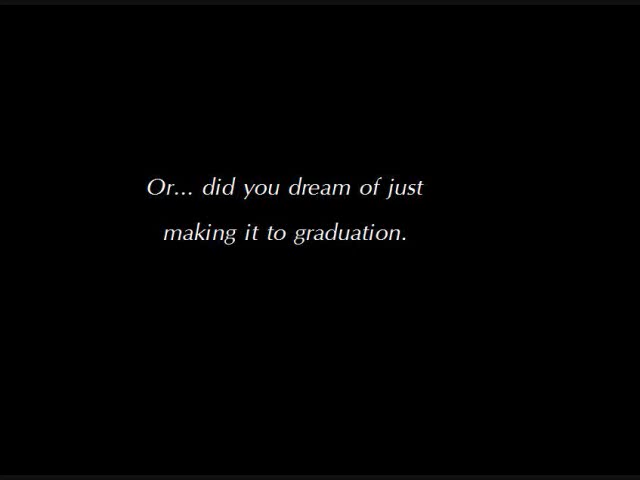 Or... did you dream of just
making it to graduation.